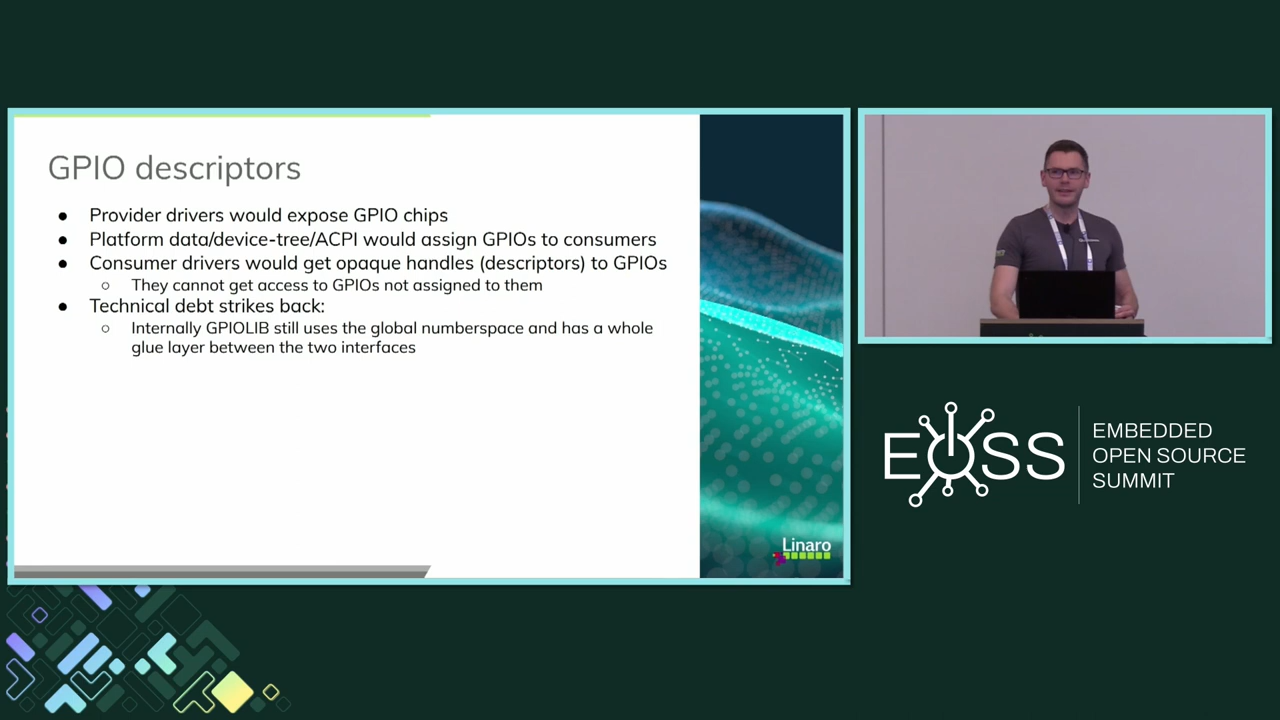 GPIO descriptors
● Provider drivers would expose GPIO chips
● Platform data/device-tree/ACPI would assign GPIOs to consumers
● Consumer drivers would get opaque handles (descriptors) to GPIOs
○ They cannot get access to GPIOs not assigned to them
● Technical debt strikes back:
○ Internally GPIOLIB still uses the global numberspace and has a whole
glue layer between the two interfaces
Linaro
EOSS
EMBEDDED
OPEN SOURCE
SUMMIT